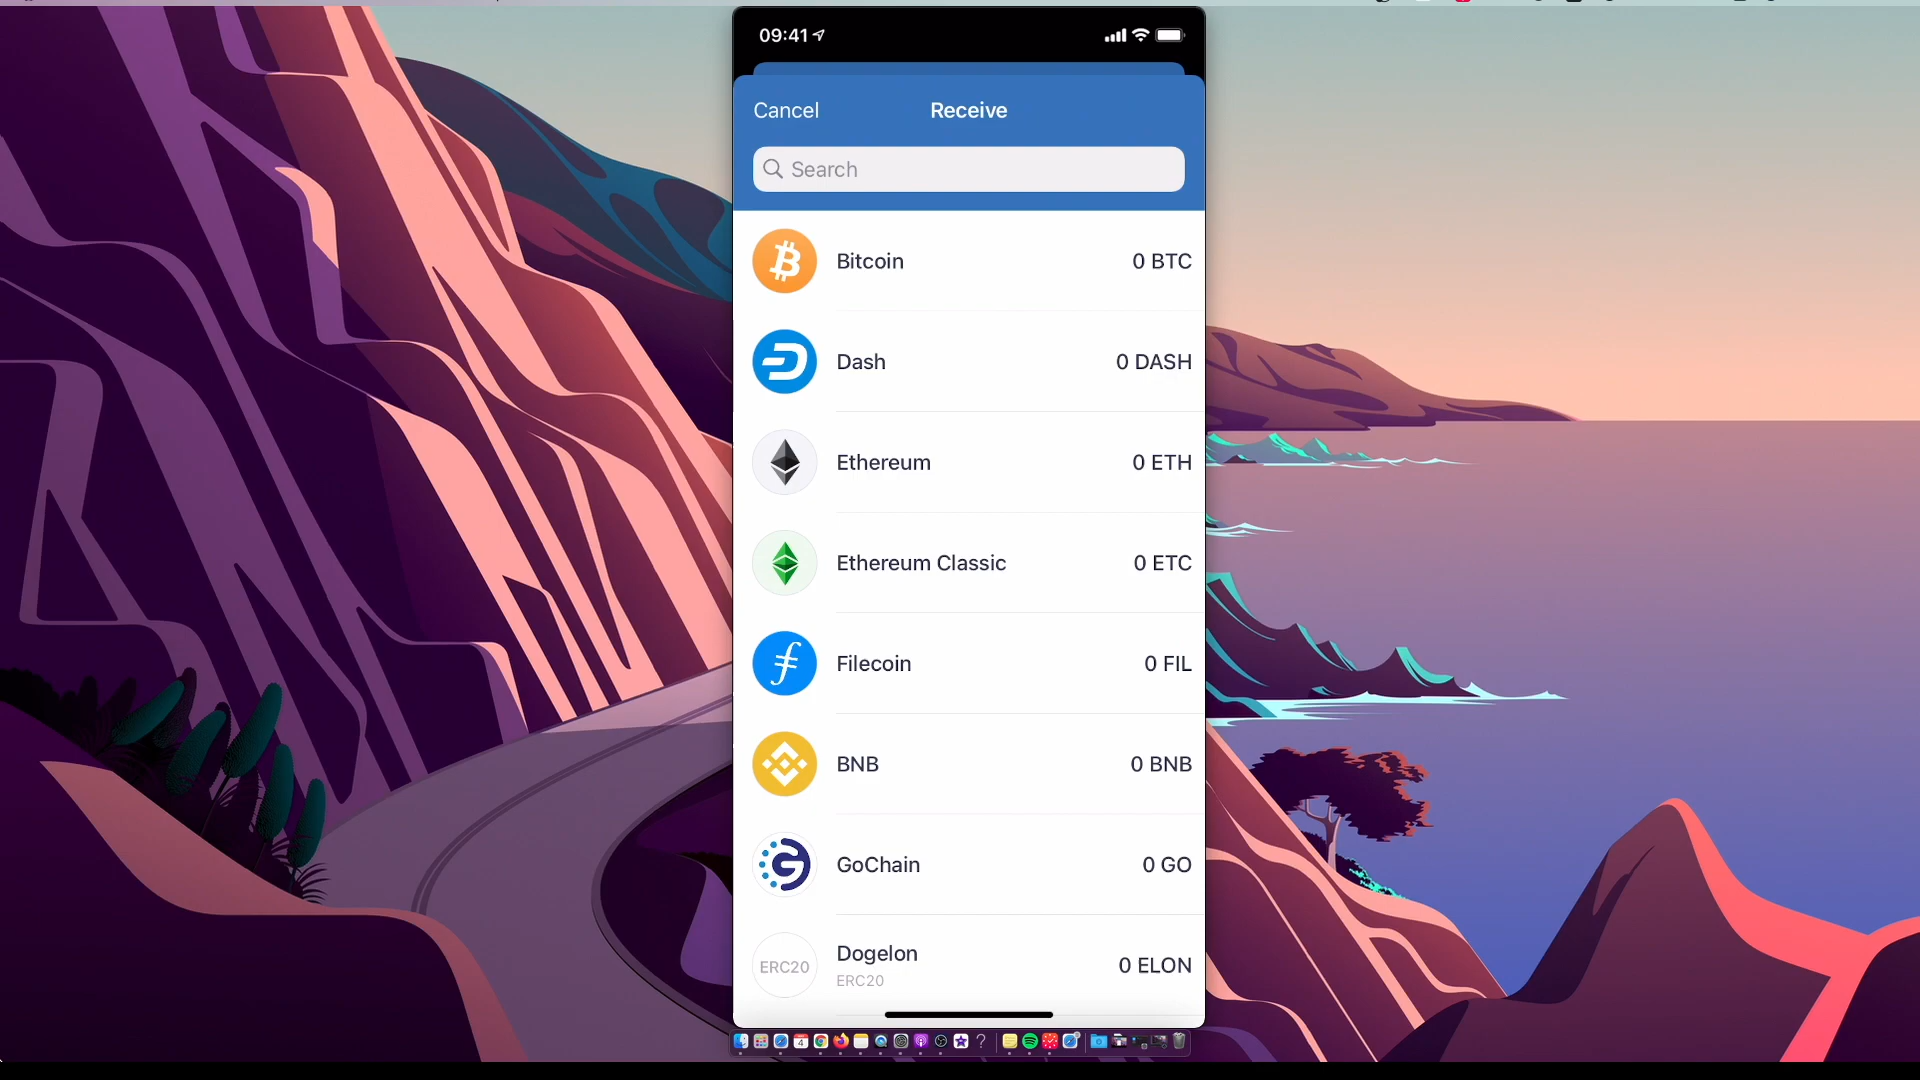 09:41
Cancel
Receive
Search
Bitcoin
0 BTC
Dash
0 DASH
Ethereum
0 ETH
Ethereum Classic
0 ETC
Filecoin
0 FIL
BNB
0 BNB
GoChain
0 GO
ERC20
Dogelon
ERC20
0 ELON
4